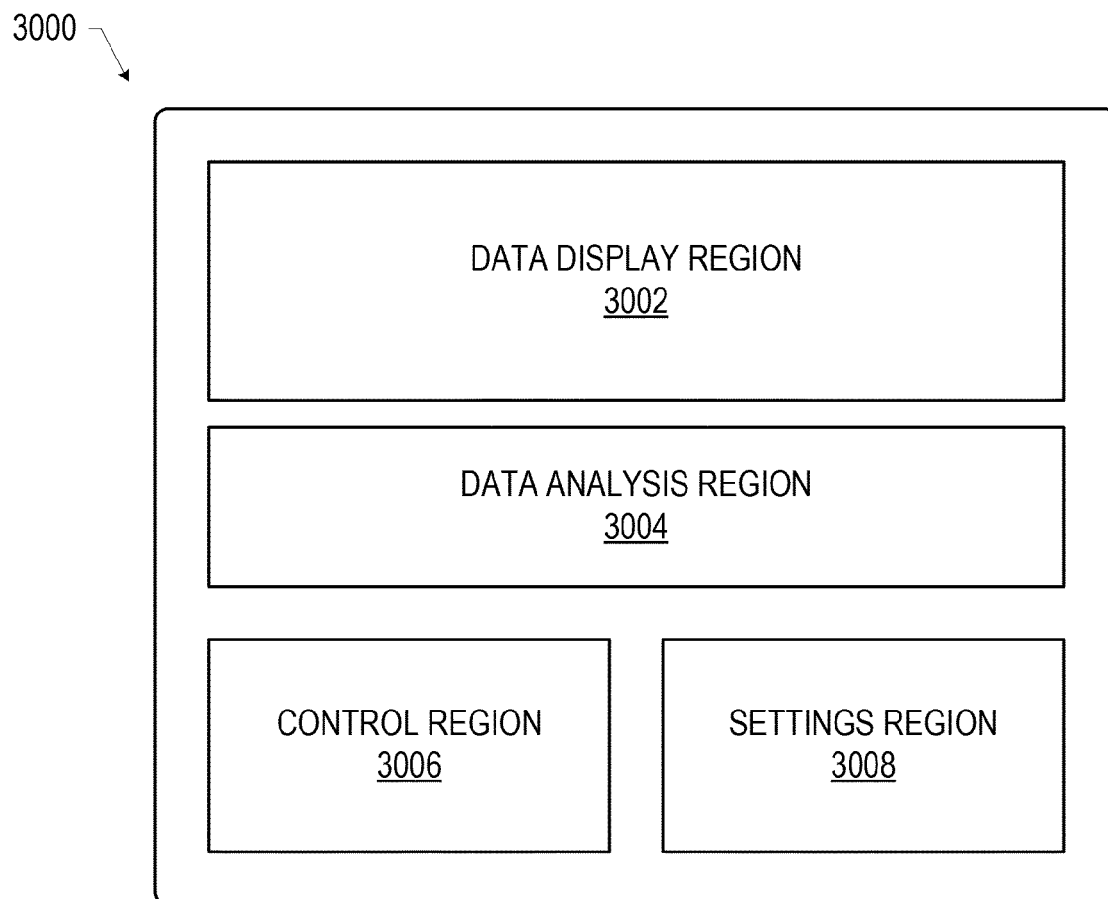 3000
DATA DISPLAY REGION
3002
DATA ANALYSIS REGION
3004
CONTROL REGION
3006
SETTINGS REGION
3008